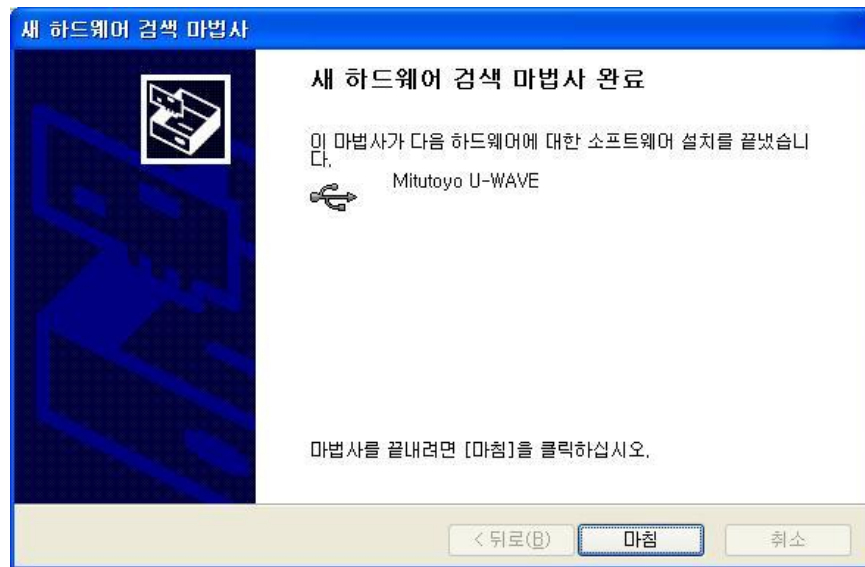 새 하드웨어 검색 마법사
새 하드웨어 검색 마법사 완료
이 마법사가 다음 하드웨어에 대한 소프트웨어 설치를 끝냈습니
다.
Mitutoyo U-WAVE
마법사를 끝내려면 [마침]을 클릭하십시오.
< 뒤로(B) 마침 취소